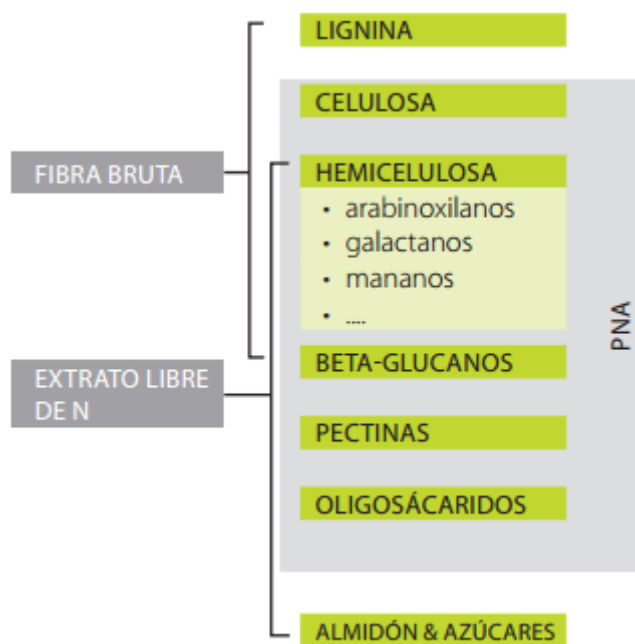 LIGNINA
CELULOSA
FIBRA BRUTA
HEMICELULOSA
• arabinoxilanos
• galactanos
• mananos
• ....
PNA
BETA-GLUCANOS
EXTRATO LIBRE
DE N
PECTINAS
OLIGOSÁCARIDOS
ALMIDÓN & AZÚCARES